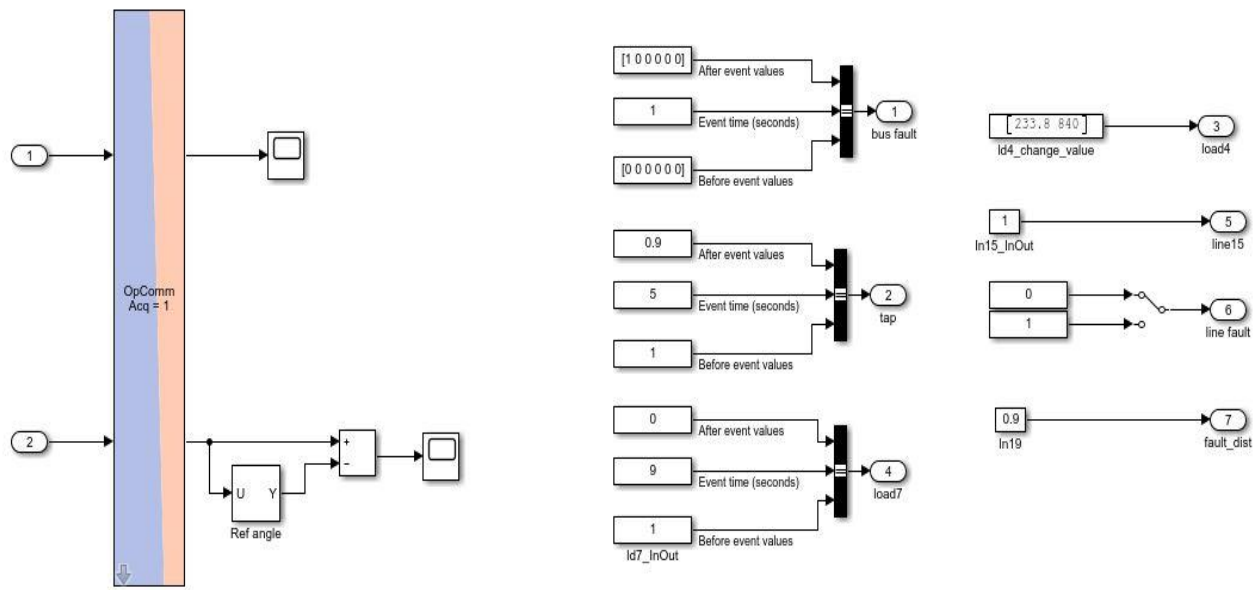 1
OpComm
Acq = 1
2
+
−
U Y
Ref angle
[1 0 0 0 0 0]
After event values
1
Event time (seconds)
[0 0 0 0 0 0]
Before event values
1
bus fault
0.9
After event values
5
Event time (seconds)
1
Before event values
2
tap
0
After event values
9
Event time (seconds)
1
Before event values
ld7_InOut
4
load7
[233.8 840]
ld4_change_value
3
load4
1
ln15_InOut
5
line15
0
1
6
line fault
0.9
ln19
7
fault_dist